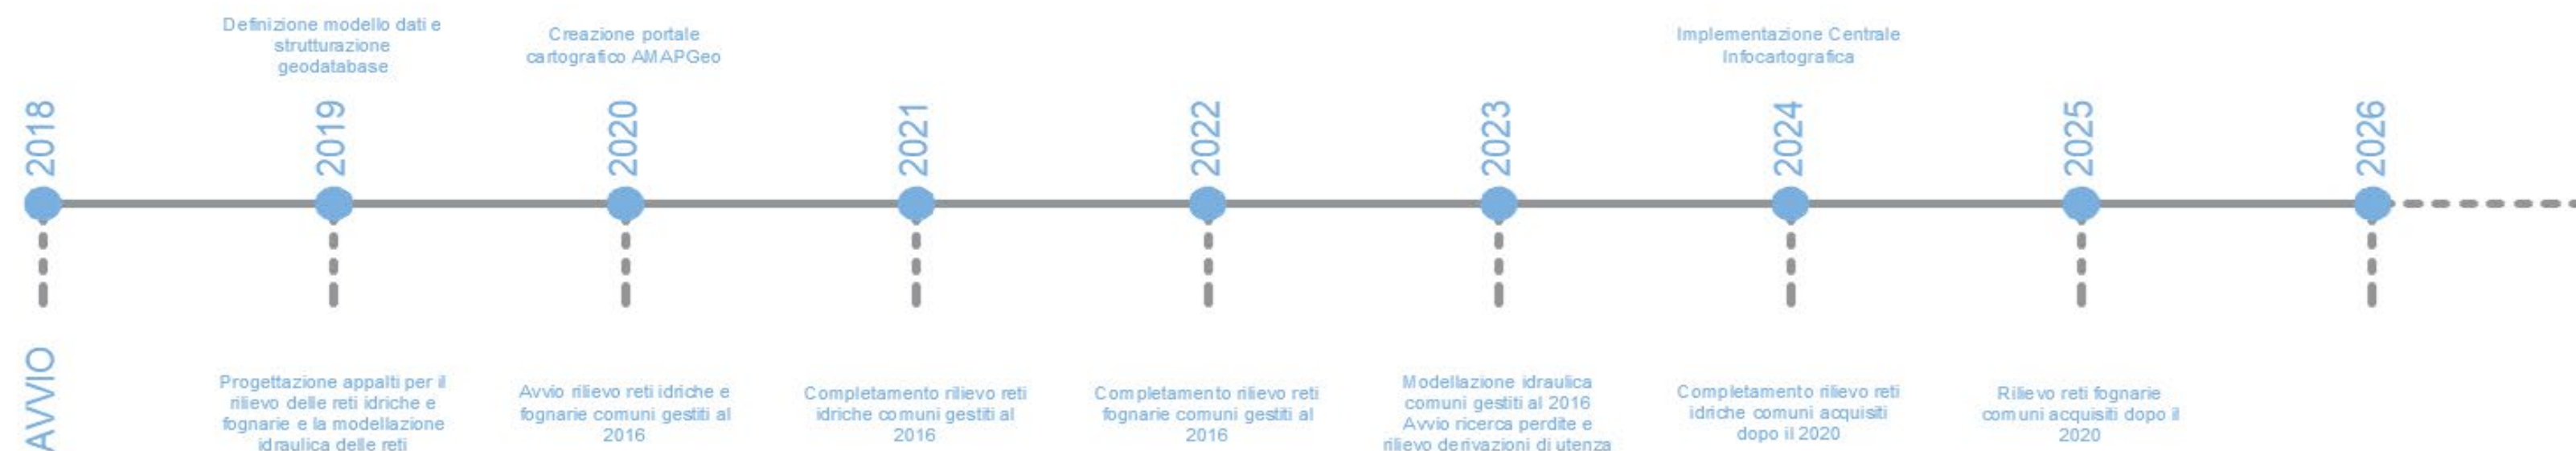 Definizione modello dati e
strutturazione
geodatabase
Creazione portale
cartografico AMAPGeo
Implementazione Centrale
Infocartografica
2018
2019
2020
2021
2022
2023
2024
2025
2026
AVVIO
Progettazione appalti per il
rilievo delle reti idriche e
fognarie e la modellazione
idraulica delle reti
Avvio rilievo reti idriche e
fognarie comuni gestiti al
2016
Completamento rilievo reti
idriche comuni gestiti al
2016
Completamento rilievo reti
fognarie comuni gestiti al
2016
Modellazione idraulica
comuni gestiti al 2016
Avvio ricerca perdite e
rilievo derivazioni di utenza
Completamento rilievo reti
idriche comuni acquisiti
dopo il 2020
Rilievo reti fognarie
comuni acquisiti dopo il
2020